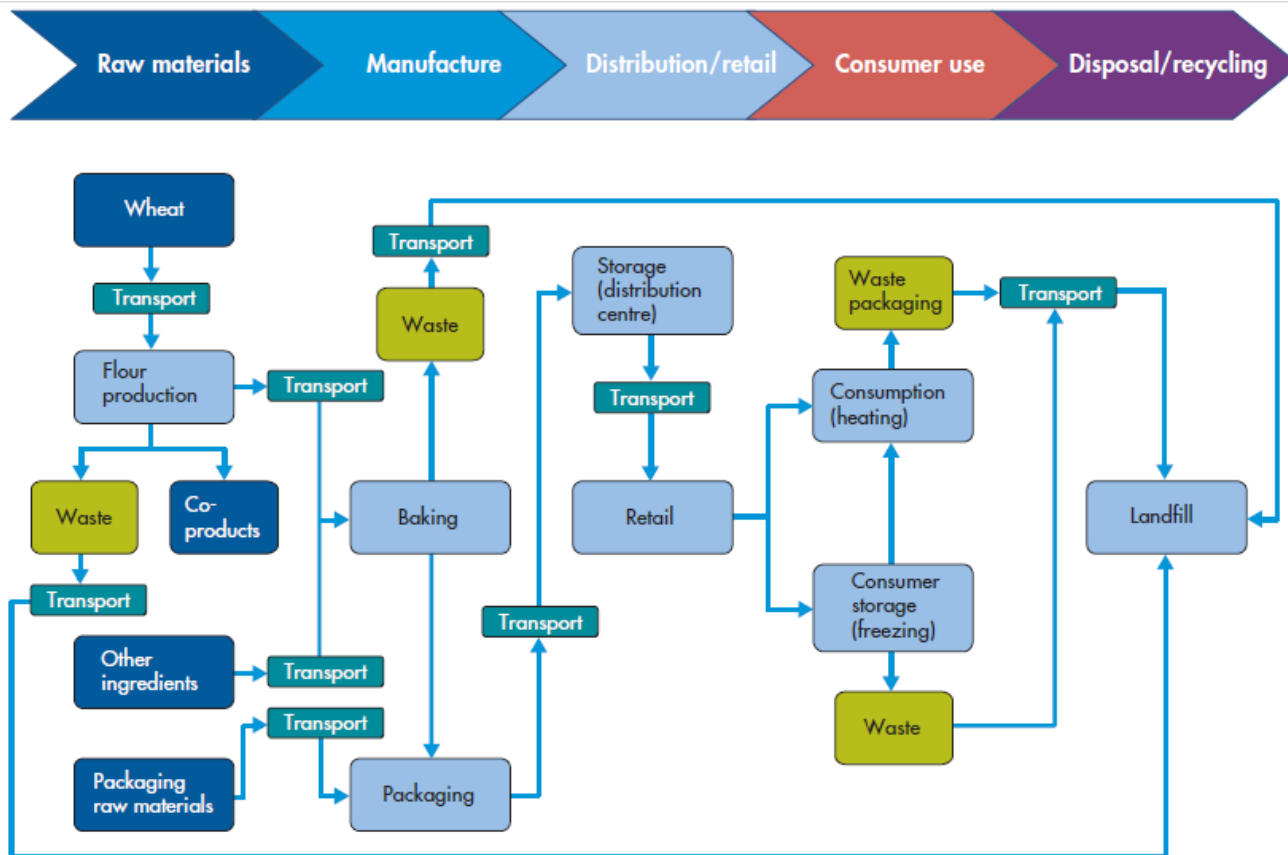 Raw materials
Manufacture
Distribution/retail
Consumer use
Disposal/recycling
Wheat
Transport
Flour
production
Transport
Waste
Co-
products
Transport
Other
ingredients
Transport
Packaging
raw materials
Transport
Transport
Waste
Baking
Packaging
Transport
Storage
(distribution
centre)
Transport
Retail
Waste
packaging
Consumption
(heating)
Consumer
storage
(freezing)
Waste
Transport
Landfill